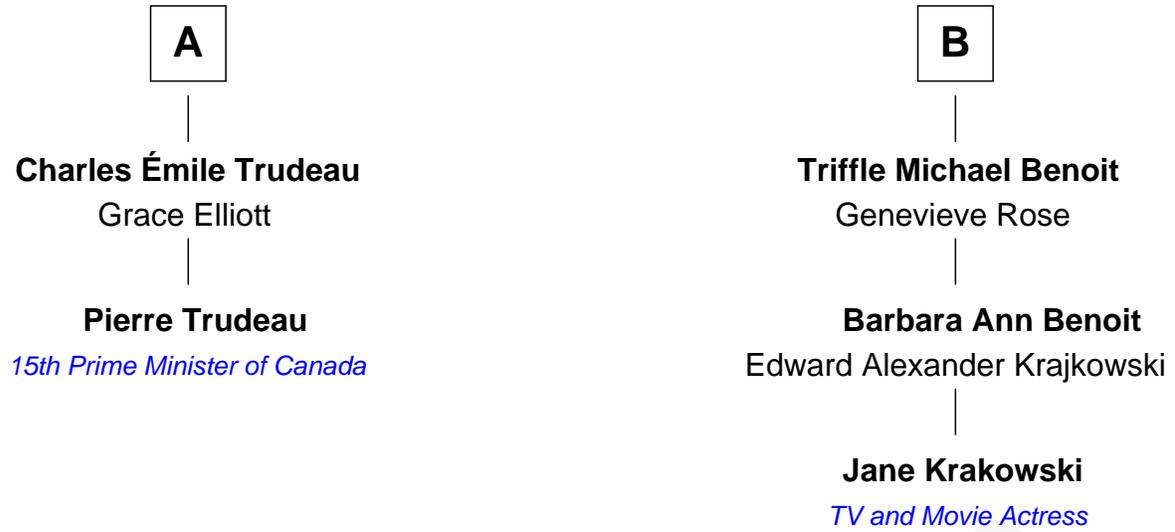 A
Charles Émile Trudeau
Grace Elliott
Pierre Trudeau
15th Prime Minister of Canada
B
Triffle Michael Benoit
Genevieve Rose
Barbara Ann Benoit
Edward Alexander Krajkowski
Jane Krakowski
TV and Movie Actress